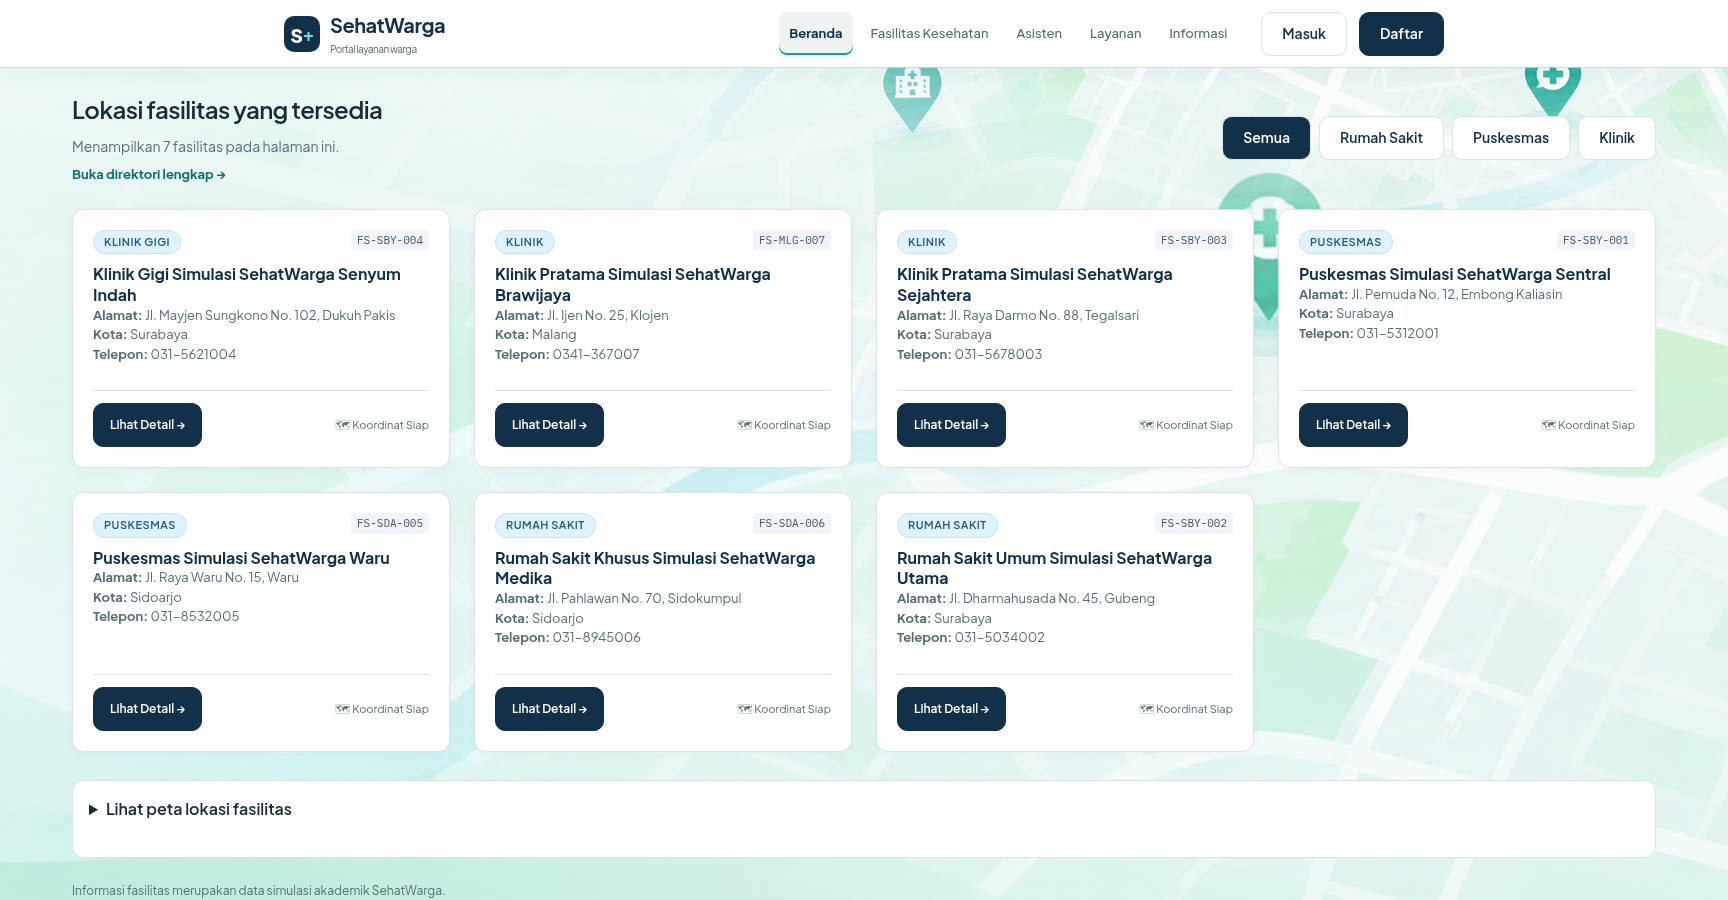 S+
SehatWarga
Portal layanan warga
Beranda
Fasilitas Kesehatan
Asisten
Layanan
Informasi
Masuk
Daftar
Lokasi fasilitas yang tersedia
Menampilkan 7 fasilitas pada halaman ini.
Buka direktori lengkap →
Semua
Rumah Sakit
Puskesmas
Klinik
KLINIK GIGI
FS-SBY-004
Klinik Gigi Simulasi SehatWarga Senyum
Indah
Alamat: Jl. Mayjen Sungkono No. 102, Dukuh Pakis
Kota: Surabaya
Telepon: 031-5621004
Lihat Detail →
Koordinat Siap
KLINIK
FS-MLG-007
Klinik Pratama Simulasi SehatWarga
Brawijaya
Alamat: Jl. Ijen No. 25, Klojen
Kota: Malang
Telepon: 0341-367007
Lihat Detail →
Koordinat Siap
KLINIK
FS-SBY-003
Klinik Pratama Simulasi SehatWarga
Sejahtera
Alamat: Jl. Raya Darmo No. 88, Tegalsari
Kota: Surabaya
Telepon: 031-5678003
Lihat Detail →
Koordinat Siap
PUSKESMAS
FS-SBY-001
Puskesmas Simulasi SehatWarga Sentral
Alamat: Jl. Pemuda No. 12, Embong Kaliasin
Kota: Surabaya
Telepon: 031-5312001
Lihat Detail →
Koordinat Siap
PUSKESMAS
FS-SDA-005
Puskesmas Simulasi SehatWarga Waru
Alamat: Jl. Raya Waru No. 15, Waru
Kota: Sidoarjo
Telepon: 031-8532005
Lihat Detail →
Koordinat Siap
RUMAH SAKIT
FS-SDA-006
Rumah Sakit Khusus Simulasi SehatWarga
Medika
Alamat: Jl. Pahlawan No. 70, Sidokumpul
Kota: Sidoarjo
Telepon: 031-8945006
Lihat Detail →
Koordinat Siap
RUMAH SAKIT
FS-SBY-002
Rumah Sakit Umum Simulasi SehatWarga
Utama
Alamat: Jl. Dharmahusada No. 45, Gubeng
Kota: Surabaya
Telepon: 031-5034002
Lihat Detail →
Koordinat Siap
Lihat peta lokasi fasilitas
Informasi fasilitas merupakan data simulasi akademik SehatWarga.